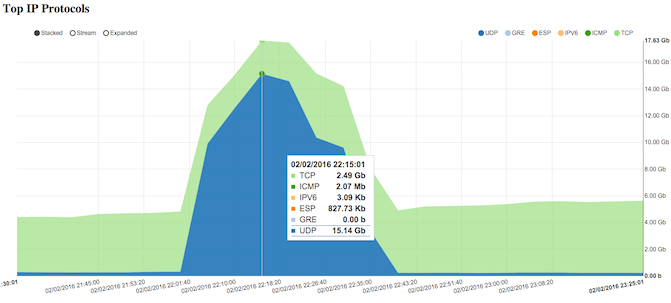 Top IP Protocols
Stacked Stream Expanded
UDP GRE ESP IPV6 ICMP TCP
17.63 Gb
16.00 Gb
14.00 Gb
12.00 Gb
10.00 Gb
8.00 Gb
6.00 Gb
4.00 Gb
2.00 Gb
0.00 b
02/02/2016 22:15:01
TCP 2.49 Gb
ICMP 2.07 Mb
IPV6 3.09 Kb
ESP 827.73 Kb
GRE 0.00 b
UDP 15.14 Gb
:30:01 02/02/2016 21:45:00 02/02/2016 21:53:20 02/02/2016 22:01:40 02/02/2016 22:10:00 02/02/2016 22:18:20 02/02/2016 22:26:40 02/02/2016 22:35:00 02/02/2016 22:43:20 02/02/2016 22:51:40 02/02/2016 23:00:00 02/02/2016 23:08:20 02/02/2016 23:25:01